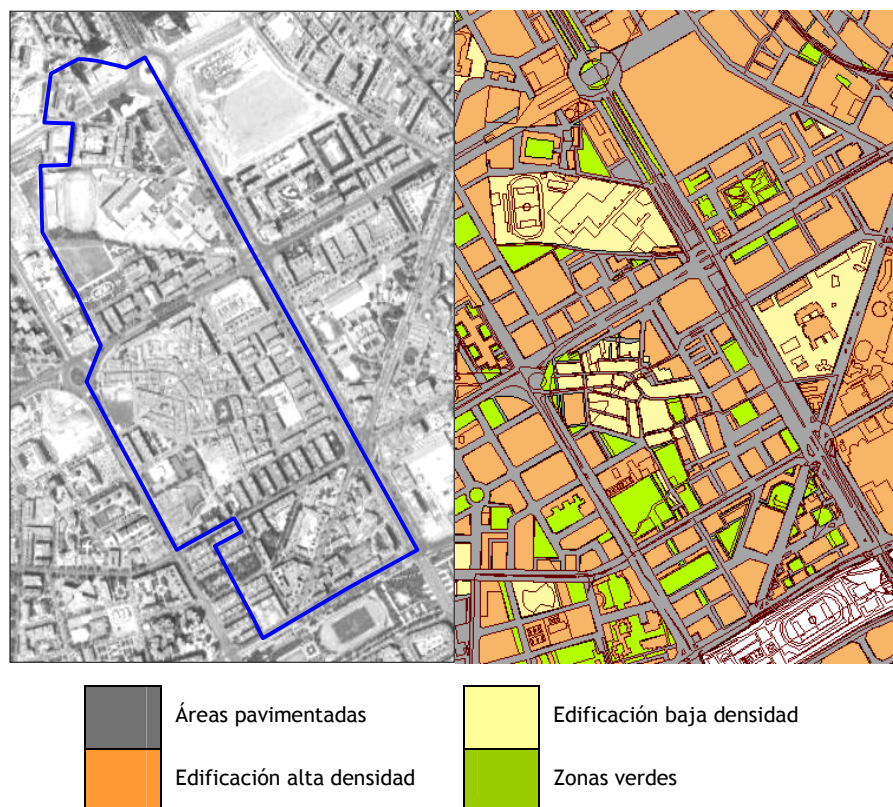 Áreas pavimentadas
Edificación baja densidad
Edificación alta densidad
Zonas verdes